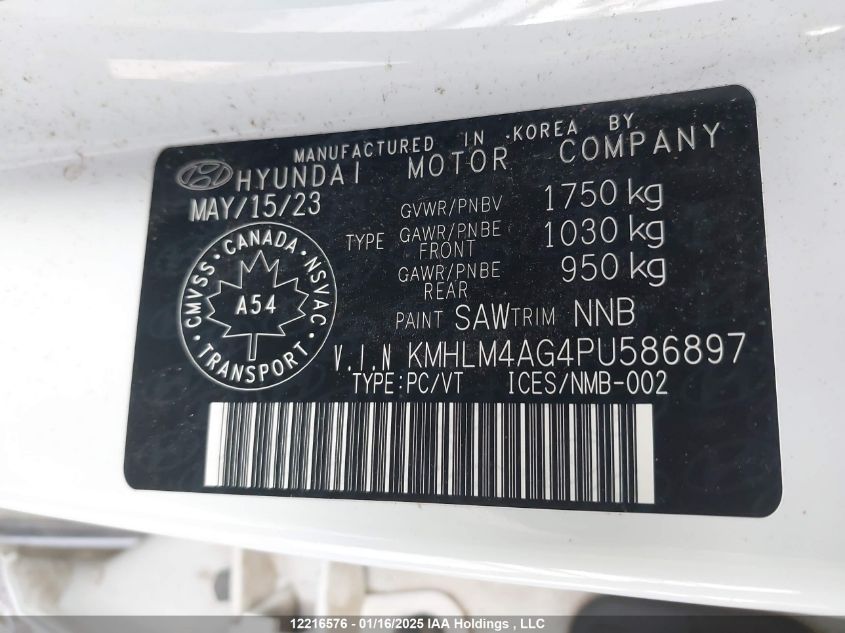 MANUFACTURED IN KOREA BY
HYUNDAI MOTOR COMPANY
MAY/15/23 GVWR/PNBV 1750 kg
TYPE GAWR/PNBE FRONT 1030 kg
GAWR/PNBE REAR 950 kg
CMVSS · CANADA · NSVAC
A54
TRANSPORT
PAINT SAW TRIM NNB
V.I.N KMHLM4AG4PU586897
TYPE:PC/VT ICES/NMB-002
12216576 - 01/16/2025 IAA Holdings , LLC